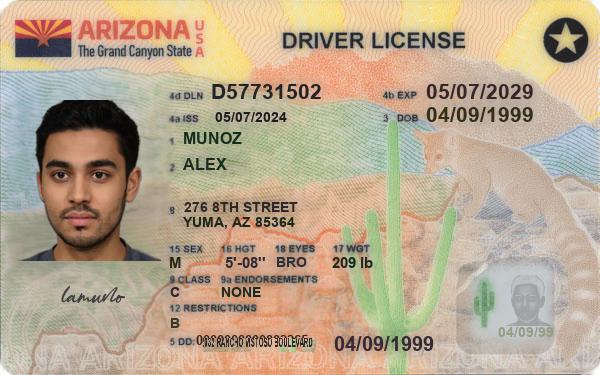 ARIZONA USA
The Grand Canyon State
DRIVER LICENSE
4d DLN D57731502
4b EXP 05/07/2029
4a ISS 05/07/2024
3 DOB 04/09/1999
1 MUNOZ
2 ALEX
8 276 8TH STREET
YUMA, AZ 85364
15 SEX 16 HGT 18 EYES 17 WGT
M 5'-08" BRO 209 lb
9 CLASS 9a ENDORSEMENTS
C NONE
12 RESTRICTIONS
B
5 DD:
04/09/1999
04/09/99
ARIZONA ARIZONA ARIZONA ARIZONA